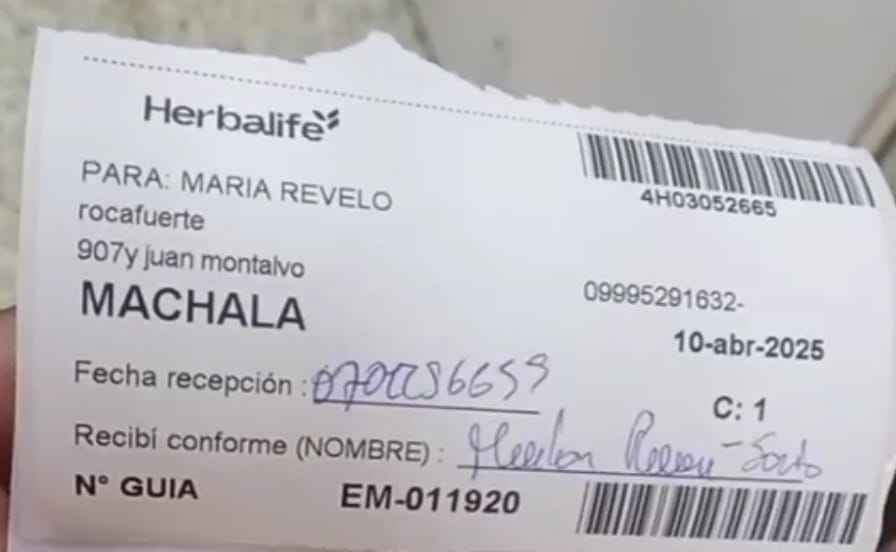 Herbalife
4H03052665
PARA: MARIA REVELO
rocafuerte
907y juan montalvo
MACHALA
09995291632-
10-abr-2025
Fecha recepción :
C: 1
Recibí conforme (NOMBRE) :
N° GUIA EM-011920